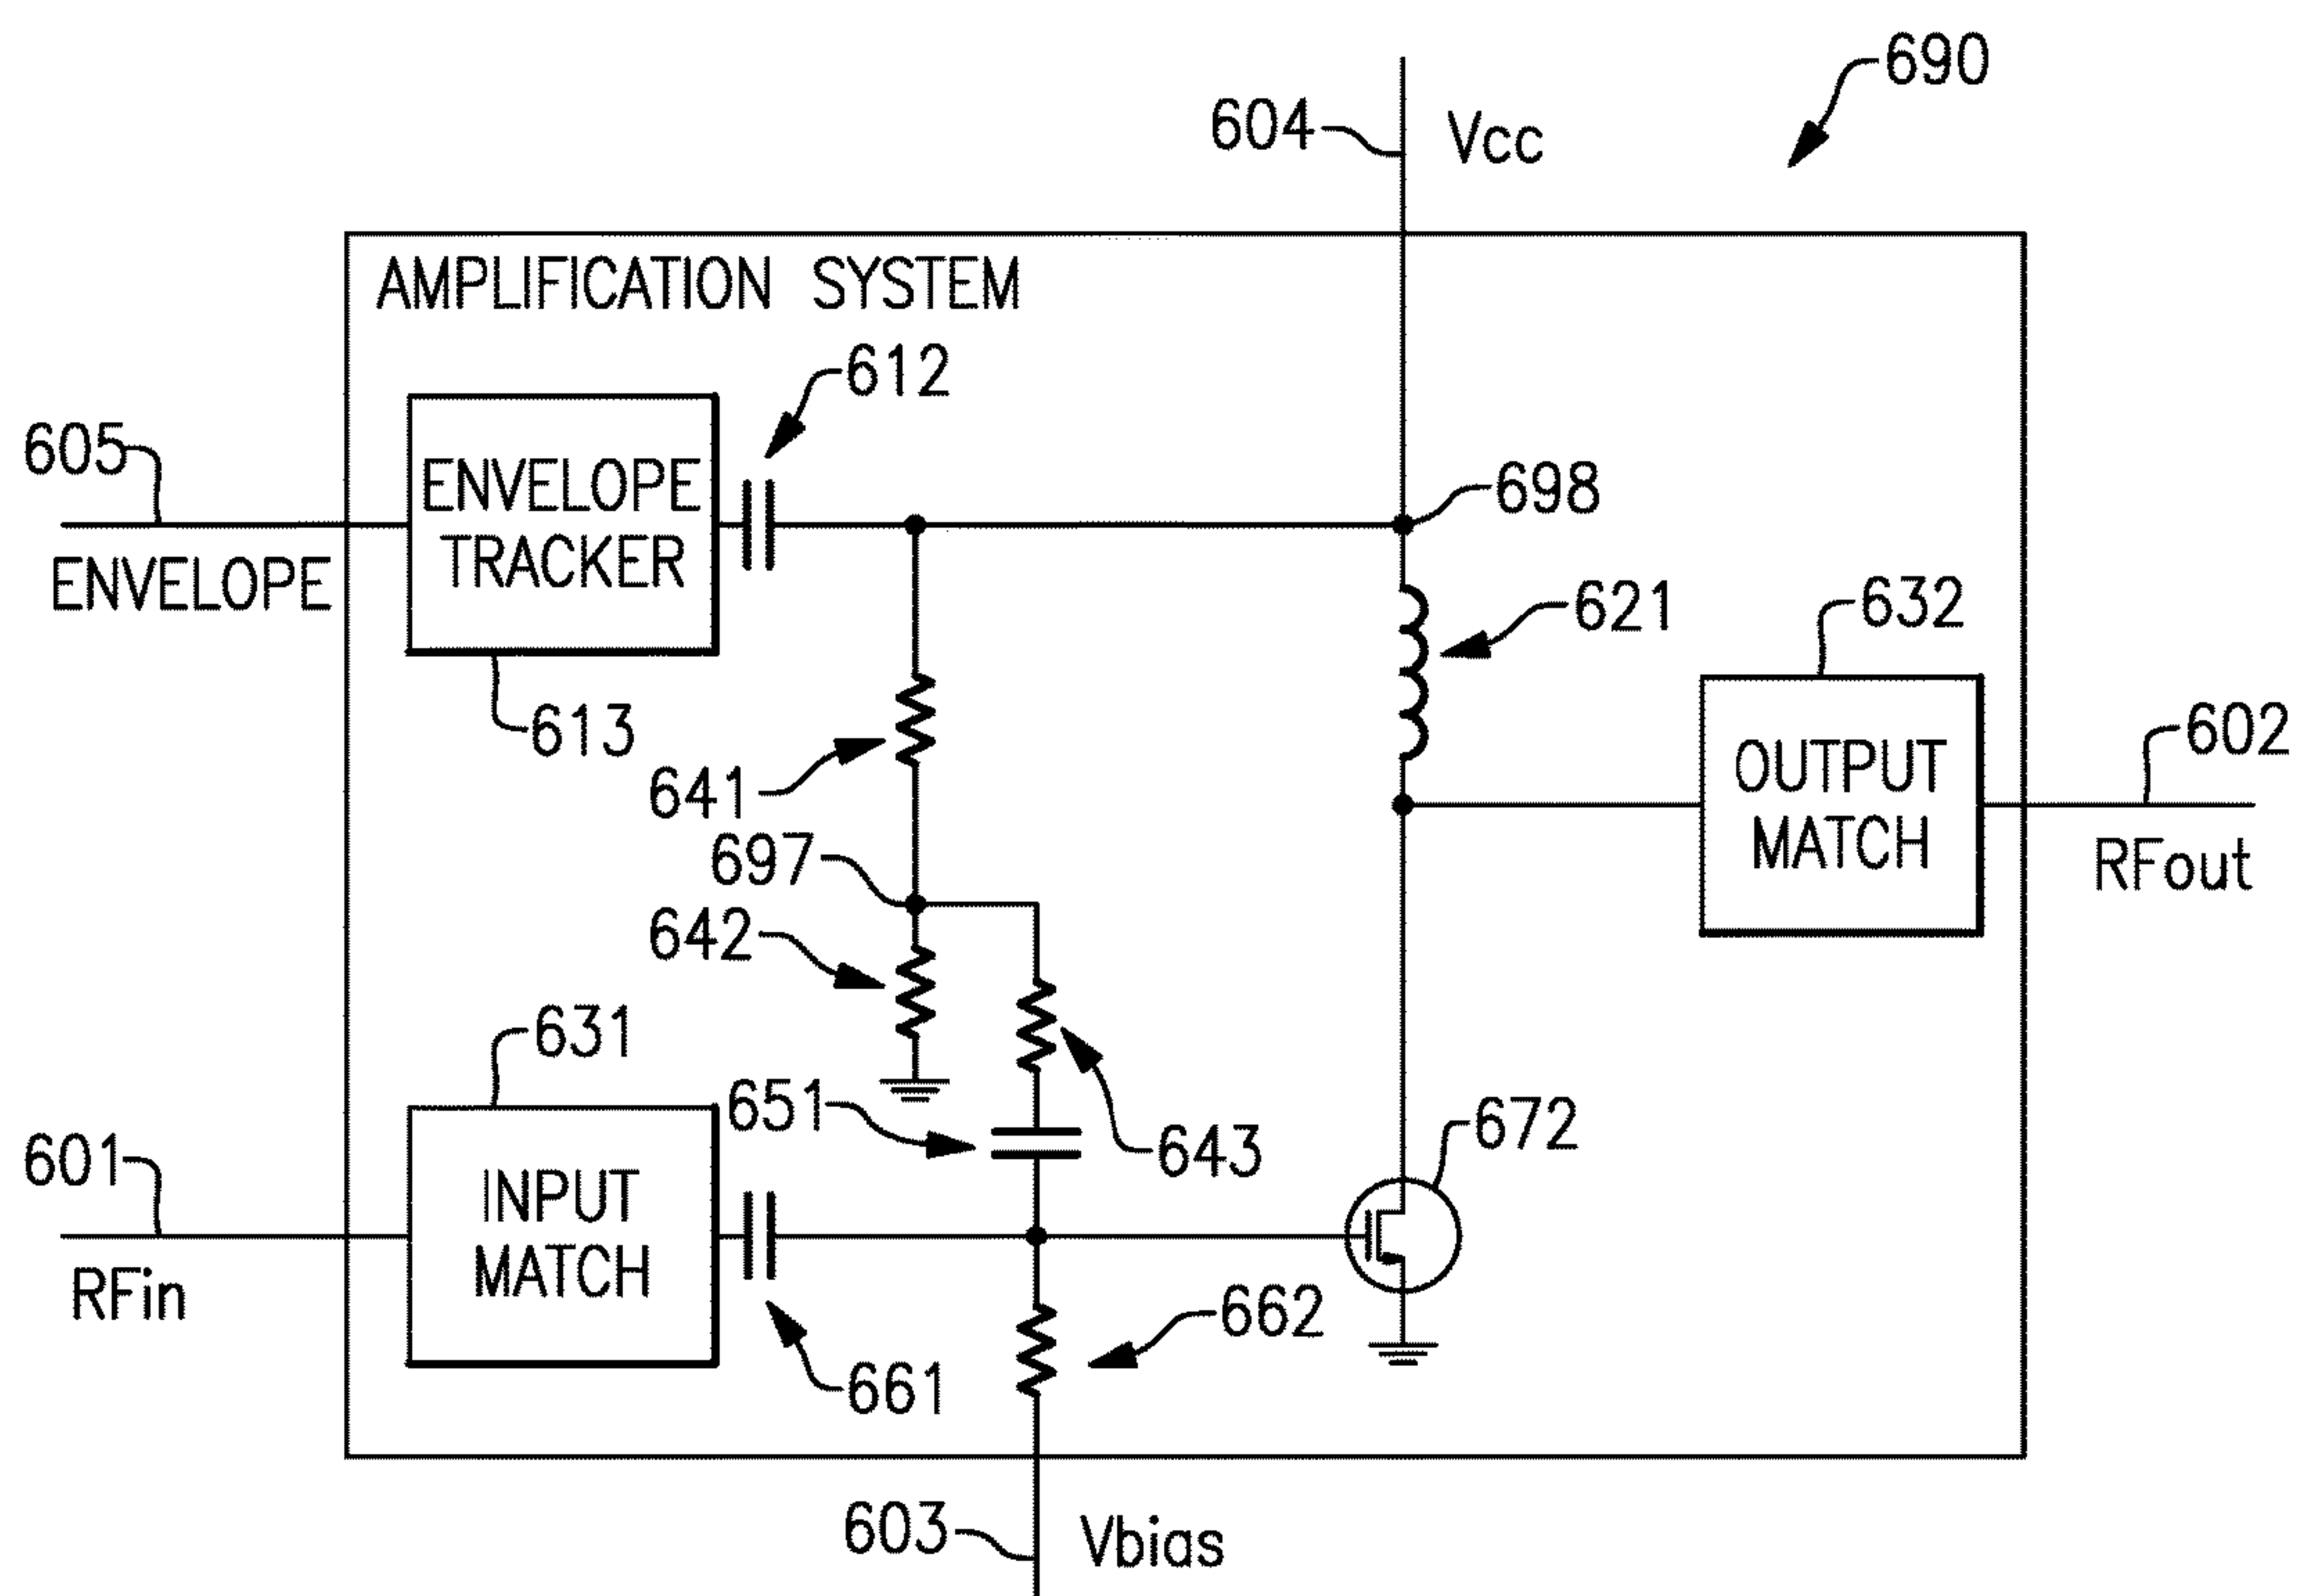 690
604
Vcc
AMPLIFICATION SYSTEM
612
605
ENVELOPE
TRACKER
698
ENVELOPE
621
632
613
602
641
OUTPUT
MATCH
697
RFout
642
631
651
643
672
601
INPUT
MATCH
RFin
662
661
603
Vbias